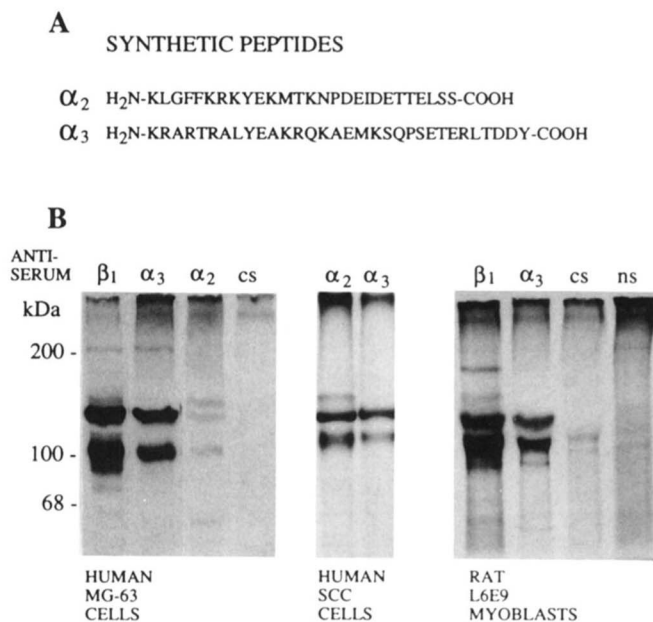 A
SYNTHETIC PEPTIDES
α2 H2N-KLGFFKRKYEKMTKNPDEIDETTELSS-COOH
α3 H2N-KRARTRALYEAKRQKAEMKSQPSETERLTDDY-COOH
B
ANTI-
SERUM
β1 α3 α2 cs
α2 α3
β1 α3 cs ns
kDa
200 -
100 -
68 -
HUMAN
MG-63
CELLS
HUMAN
SCC
CELLS
RAT
L6E9
MYOBLASTS